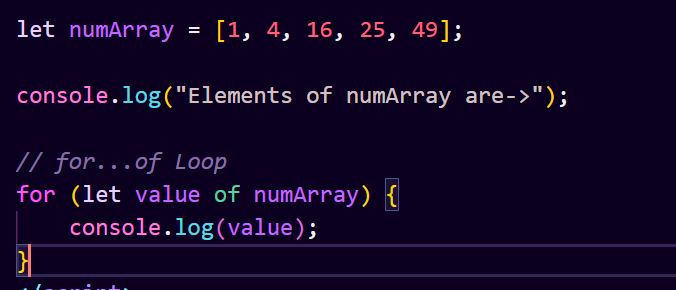 let numArray = [1, 4, 16, 25, 49];
console.log("Elements of numArray are->");
// for...of Loop
for (let value of numArray) {
    console.log(value);
}
</script>